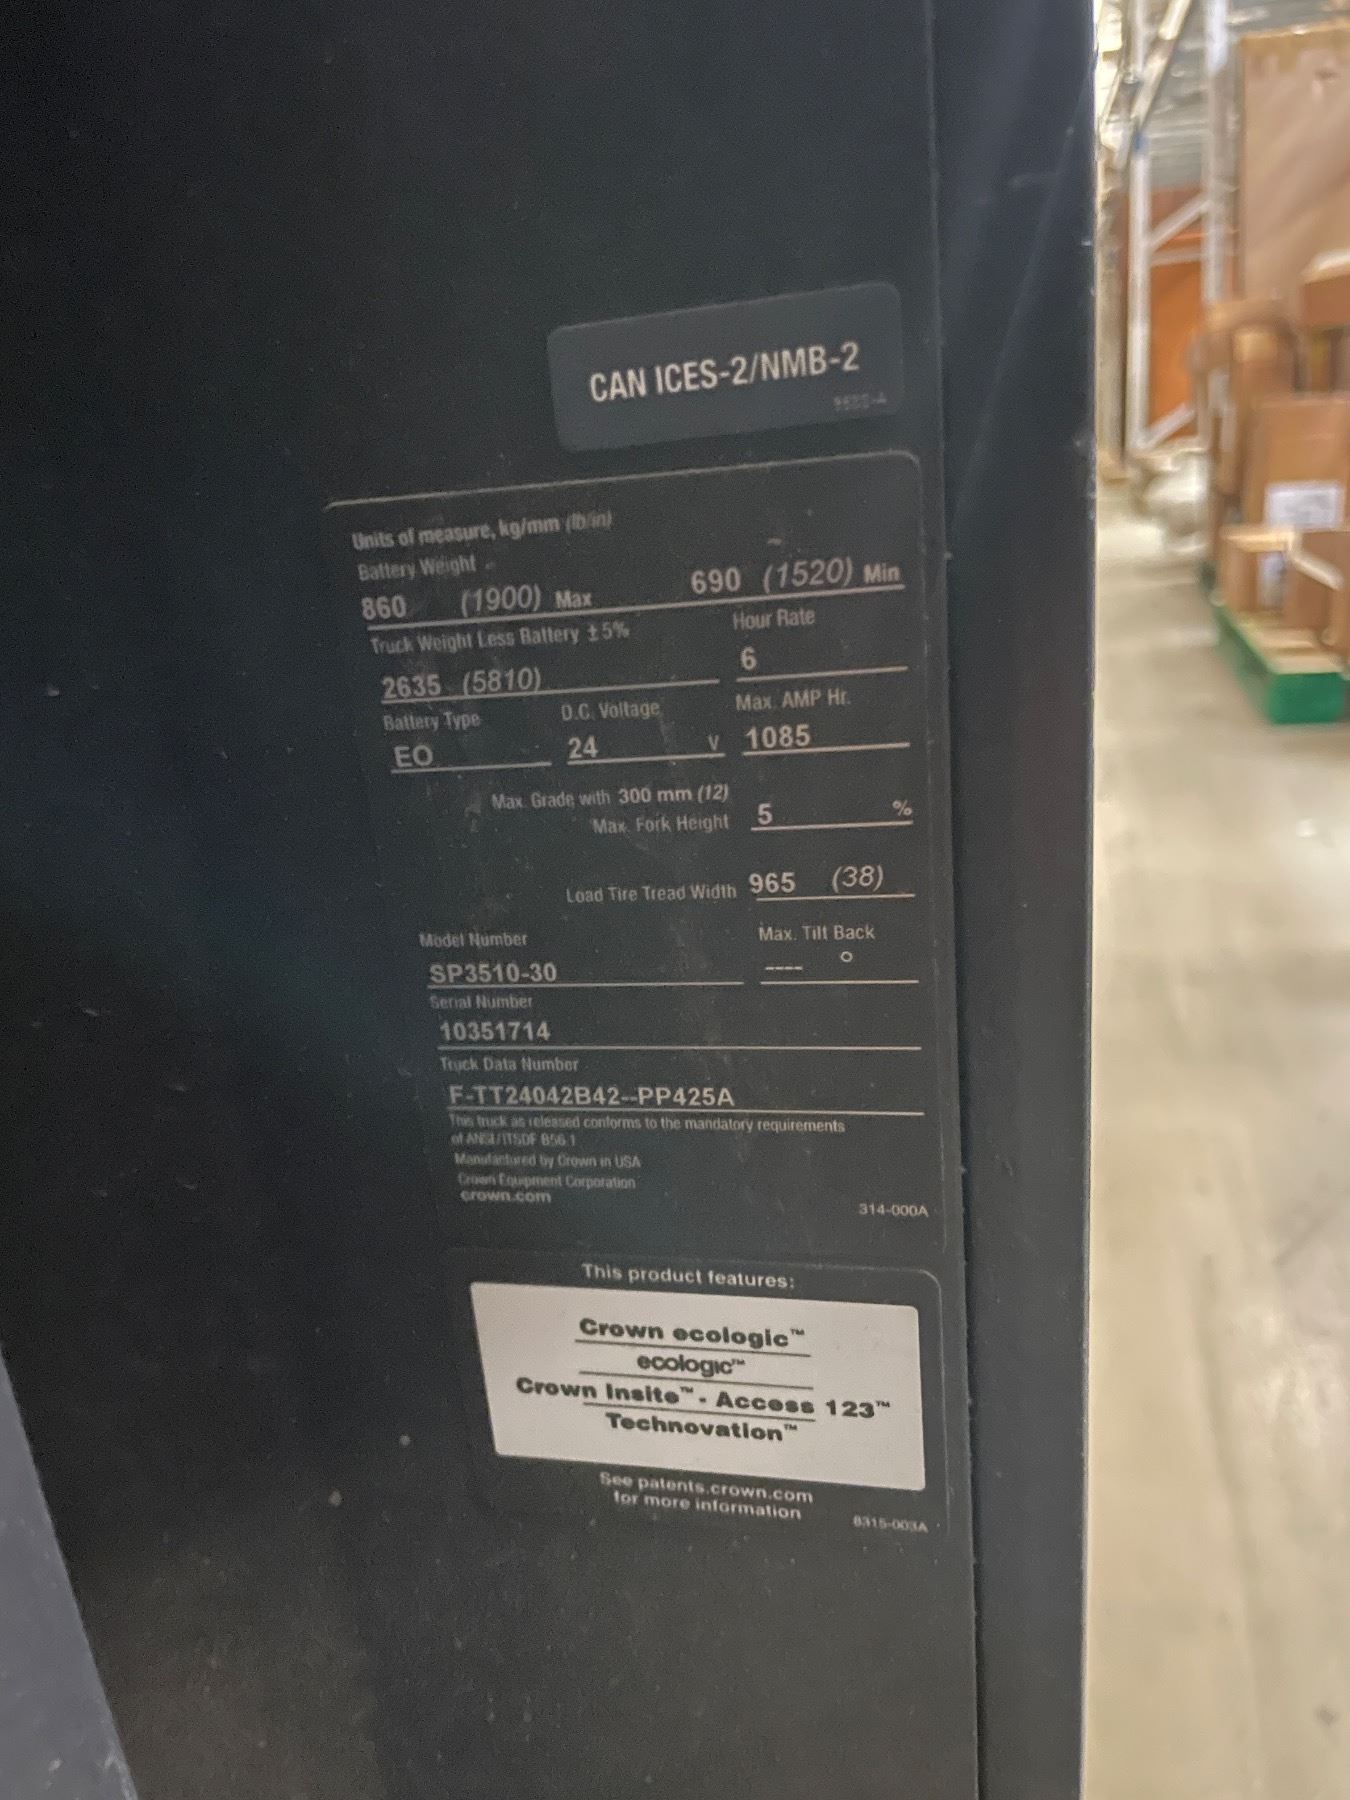 CAN ICES-2/NMB-2
Units of measure, kg/mm (lb/in)
Battery Weight
860 (1900) Max 690 (1520) Min
Truck Weight Less Battery ±5% Hour Rate
2635 (5810) 6
Battery Type D.C. Voltage Max. AMP Hr.
EO 24 V 1085
Max. Grade with 300 mm (12)
Max. Fork Height 5 %
Load Tire Tread Width 965 (38)
Model Number Max. Tilt Back
SP3510-30 ---- °
Serial Number
10351714
Truck Data Number
F-TT24042B42--PP425A
This truck as released conforms to the mandatory requirements
of ANSI/ITSDF B56.1
Manufactured by Crown in USA
Crown Equipment Corporation
crown.com
314-000A
This product features:
Crown ecologic™
ecologic™
Crown Insite™ - Access 123™
Technovation™
See patents.crown.com
for more information
8315-003A